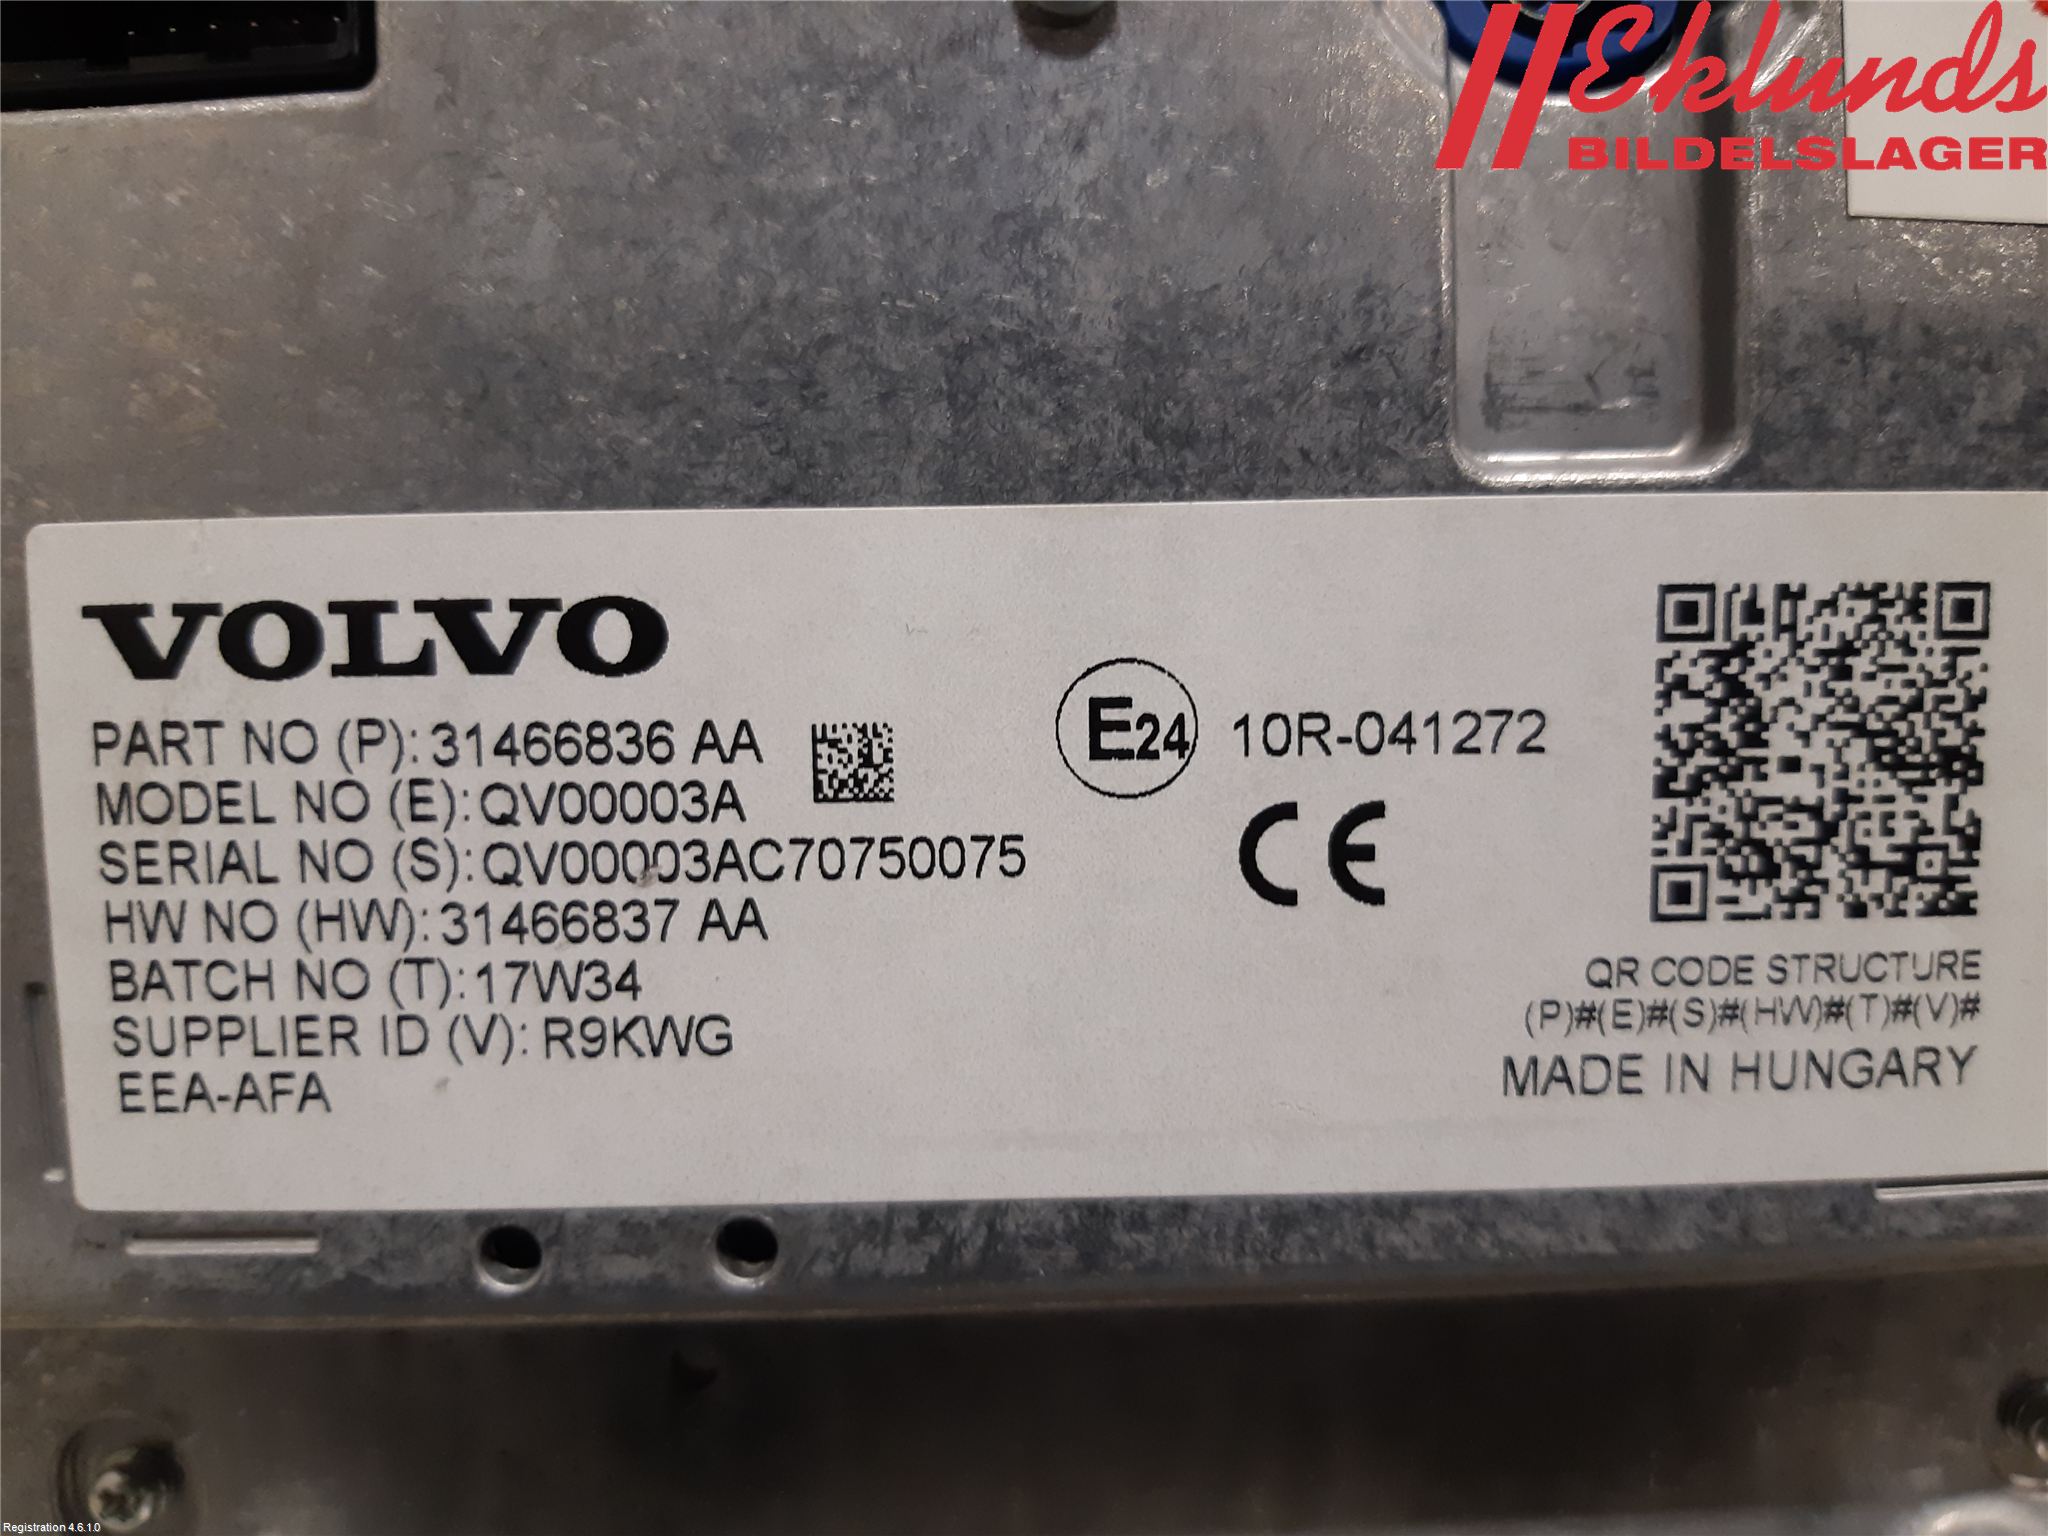 Eklunds
BILDELSLAGER
VOLVO
PART NO (P): 31466836 AA
MODEL NO (E): QV00003A
SERIAL NO (S): QV00003AC70750075
HW NO (HW): 31466837 AA
BATCH NO (T): 17W34
SUPPLIER ID (V): R9KWG
EEA-AFA
E24 10R-041272
CE
QR CODE STRUCTURE
(P)#(E)#(S)#(HW)#(T)#(V)#
MADE IN HUNGARY
Registration 4.6.1.0